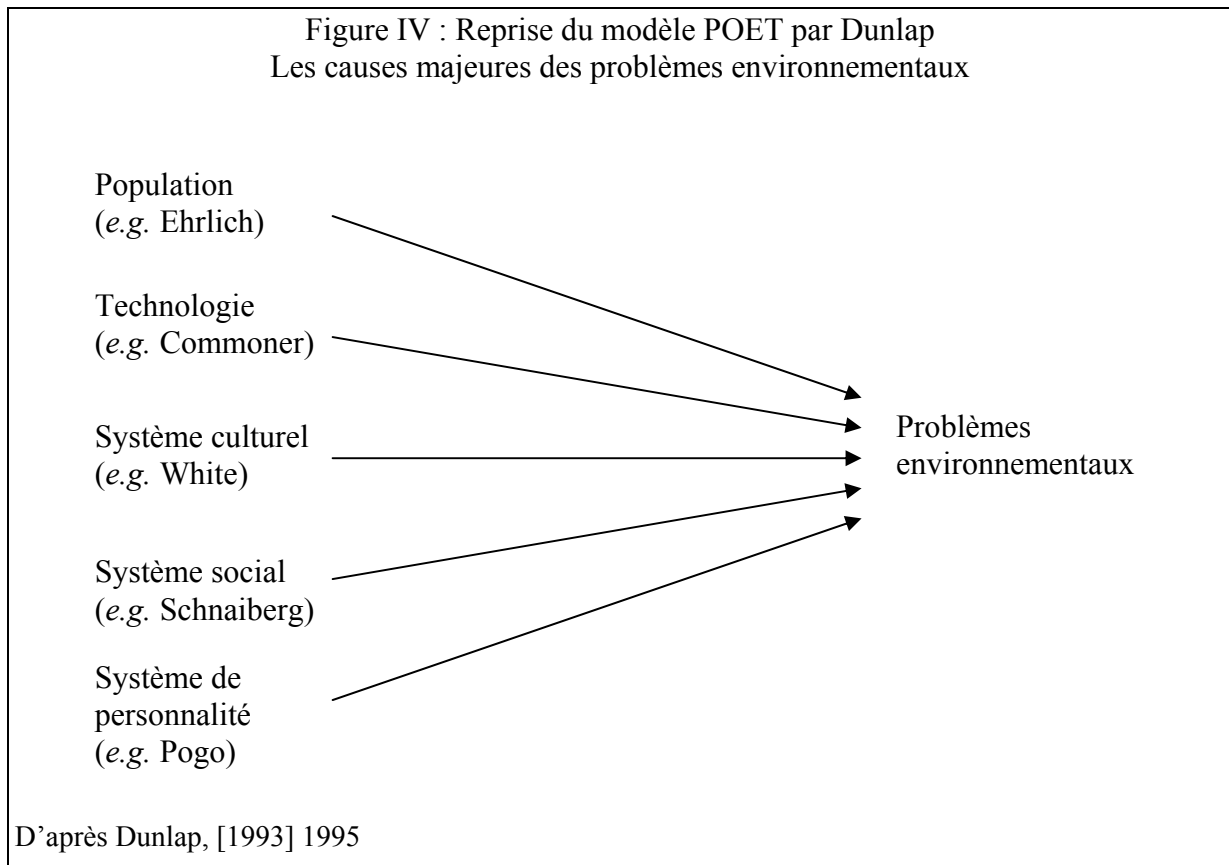 Figure IV : Reprise du modèle POET par Dunlap
Les causes majeures des problèmes environnementaux
Population
(e.g. Ehrlich)
Technologie
(e.g. Commoner)
Système culturel
(e.g. White)
Système social
(e.g. Schnaiberg)
Système de
personnalité
(e.g. Pogo)
Problèmes
environnementaux
D’après Dunlap, [1993] 1995